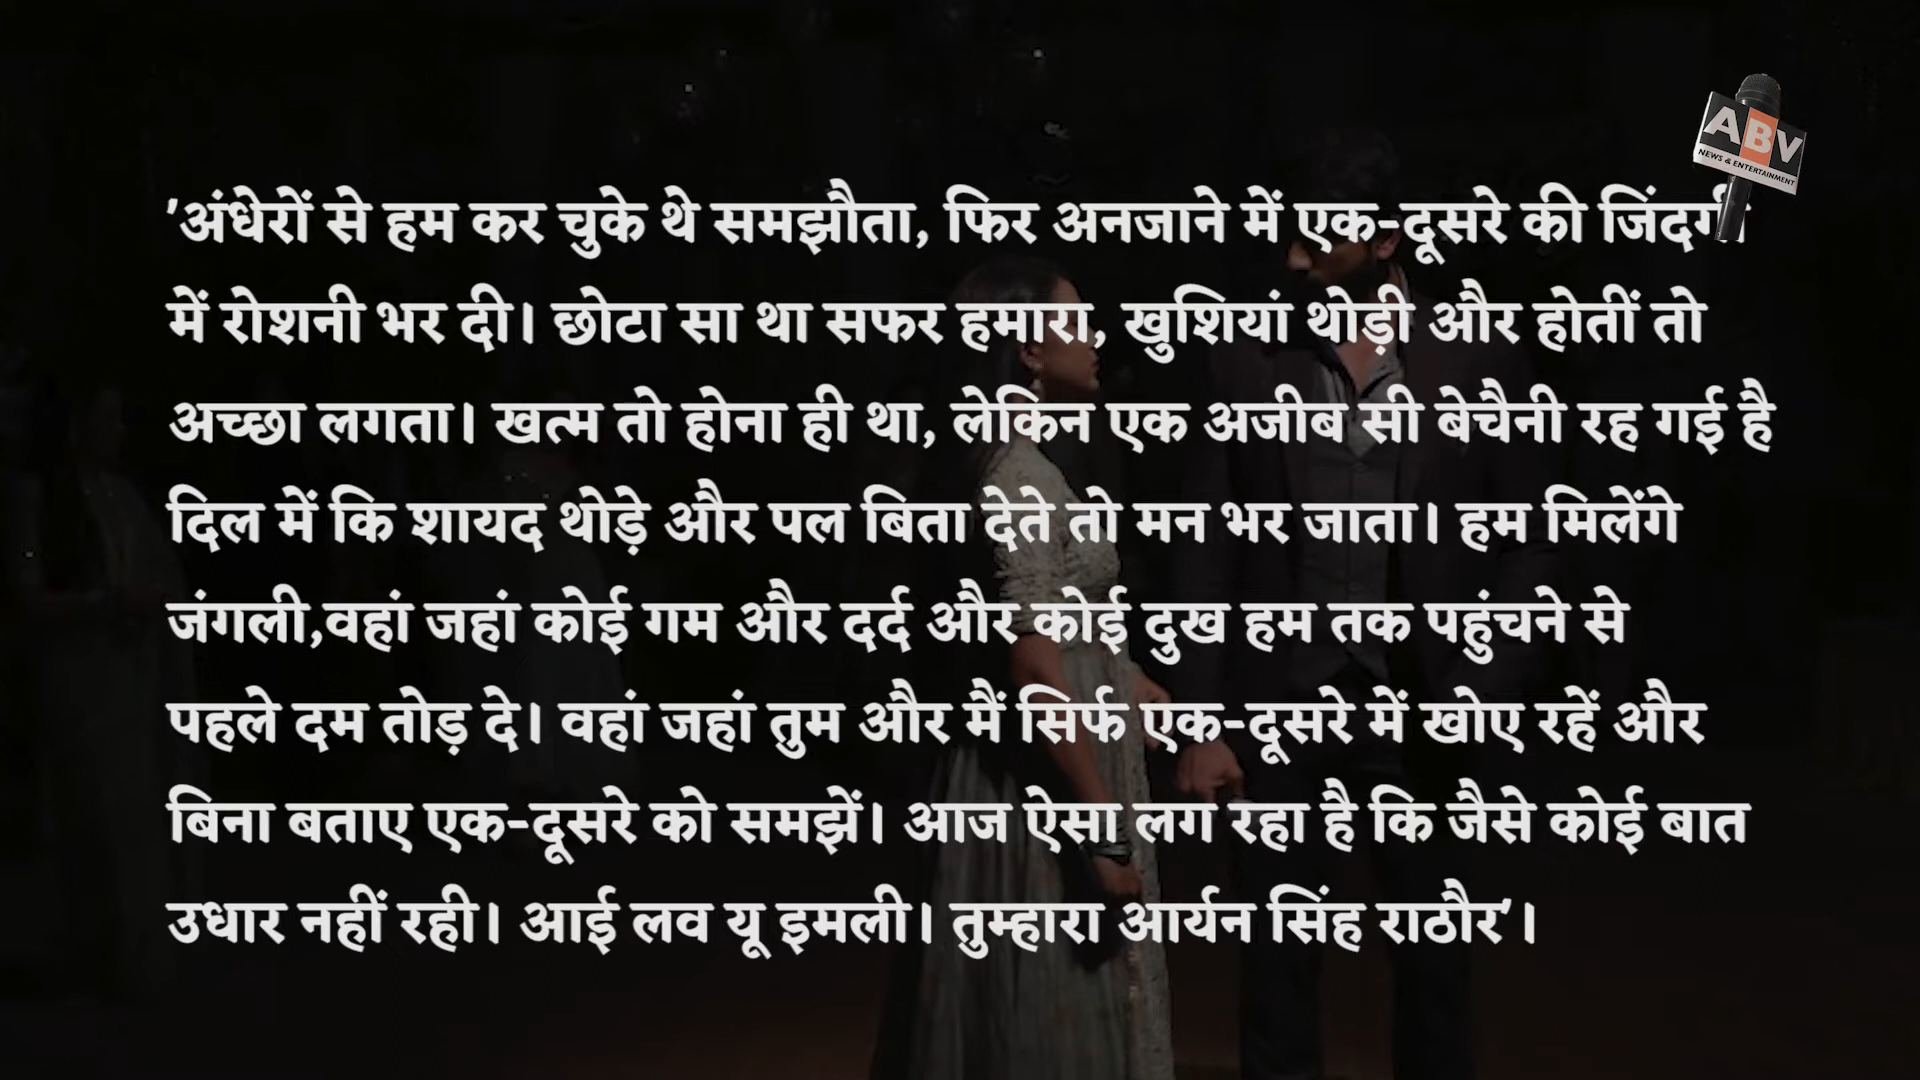 'अंधेरों से हम कर चुके थे समझौता, फिर अनजाने में एक-दूसरे की जिंदगी
में रोशनी भर दी। छोटा सा था सफर हमारा, खुशियां थोड़ी और होतीं तो
अच्छा लगता। खत्म तो होना ही था, लेकिन एक अजीब सी बेचैनी रह गई है
दिल में कि शायद थोड़े और पल बिता देते तो मन भर जाता। हम मिलेंगे
जंगली,वहां जहां कोई गम और दर्द और कोई दुख हम तक पहुंचने से
पहले दम तोड़ दे। वहां जहां तुम और मैं सिर्फ एक-दूसरे में खोए रहें और
बिना बताए एक-दूसरे को समझें। आज ऐसा लग रहा है कि जैसे कोई बात
उधार नहीं रही। आई लव यू इमली। तुम्हारा आर्यन सिंह राठौर'।
ABV
NEWS & ENTERTAINMENT